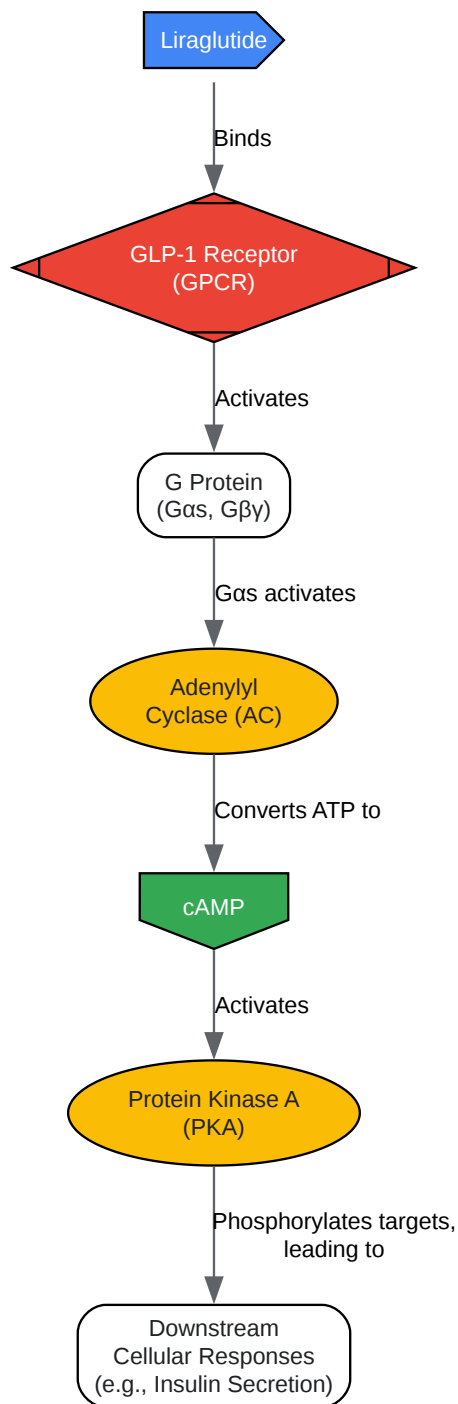 Liraglutide
Binds
GLP-1 Receptor
(GPCR)
Activates
G Protein
(Gαs, Gβγ)
Gαs activates
Adenylyl
Cyclase (AC)
Converts ATP to
cAMP
Activates
Protein Kinase A
(PKA)
Phosphorylates targets,
leading to
Downstream
Cellular Responses
(e.g., Insulin Secretion)